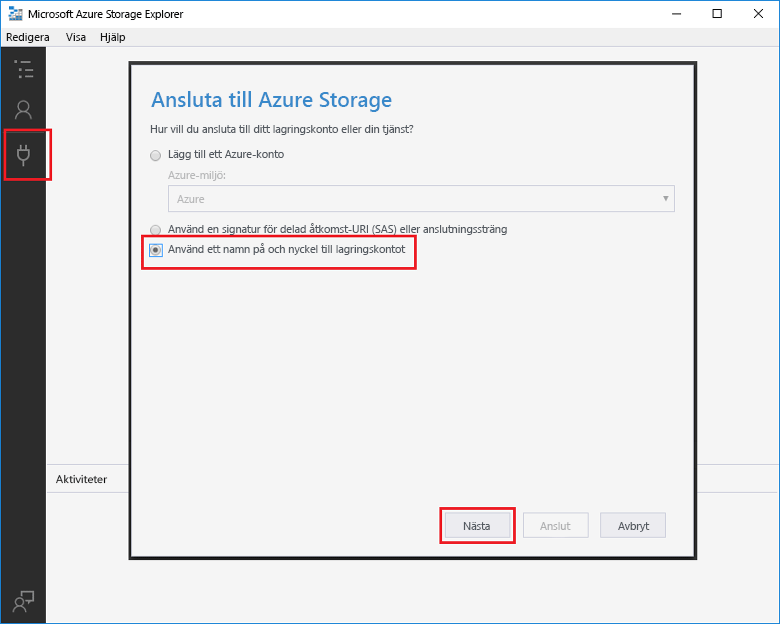 Microsoft Azure Storage Explorer
Redigera Visa Hjälp
Ansluta till Azure Storage
Hur vill du ansluta till ditt lagringskonto eller din tjänst?
Lägg till ett Azure-konto
Azure-miljö:
Azure
Använd en signatur för delad åtkomst-URI (SAS) eller anslutningssträng
Använd ett namn på och nyckel till lagringskontot
Aktiviteter
Nästa Anslut Avbryt